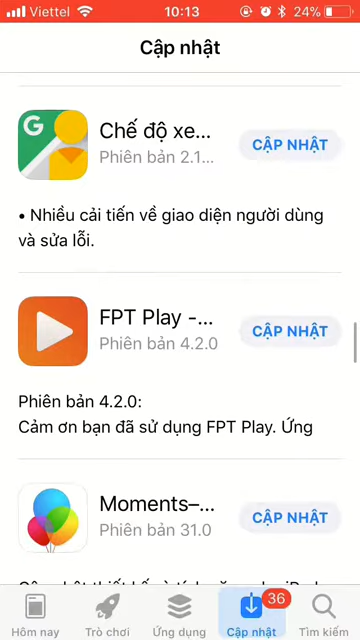 Viettel 10:13 24%
Cập nhật
G
Chế độ xe...
CẬP NHẬT
Phiên bản 2.1...
• Nhiều cải tiến về giao diện người dùng
và sửa lỗi.
FPT Play -...
CẬP NHẬT
Phiên bản 4.2.0
Phiên bản 4.2.0:
Cảm ơn bạn đã sử dụng FPT Play. Ứng
Moments–...
CẬP NHẬT
Phiên bản 31.0
36
Hôm nay Trò chơi Ứng dụng Cập nhật Tìm kiếm